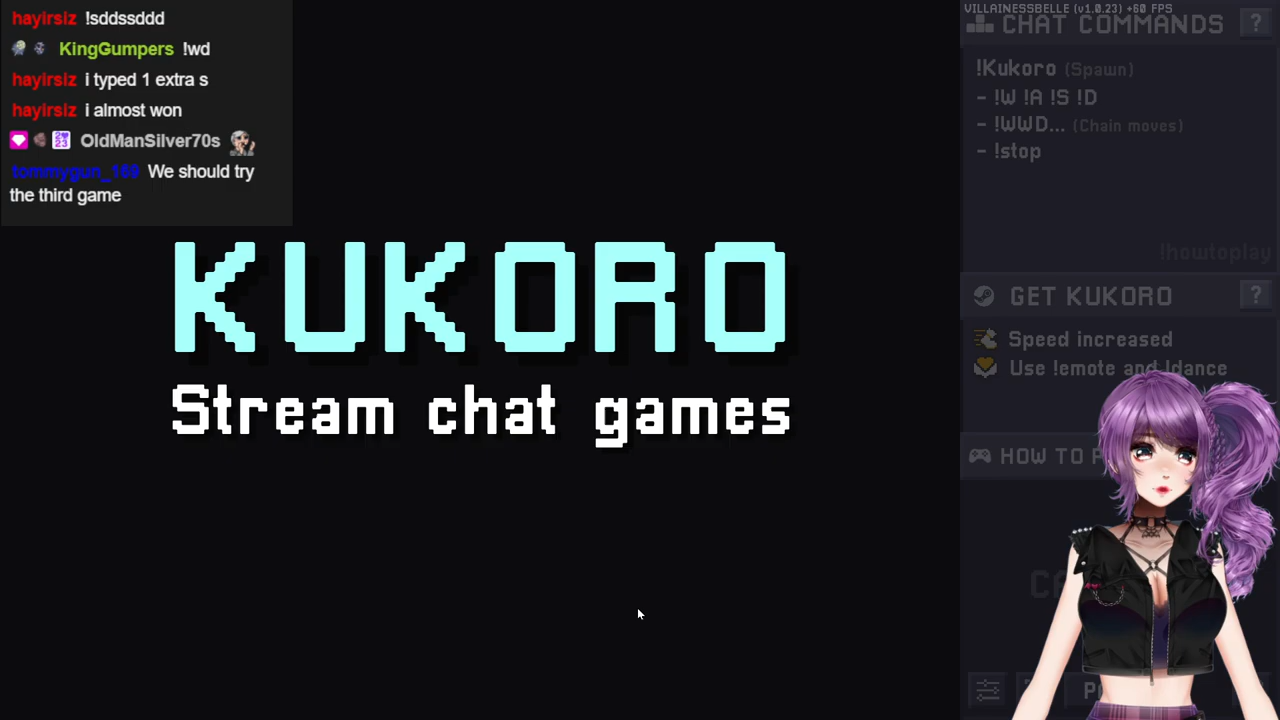 hayirsiz !sddssddd
KingGumpers !wd
hayirsiz i typed 1 extra s
hayirsiz i almost won
OldManSilver70s
tommygun_159 We should try
the third game
KUKORO
Stream chat games
VILLAINESSBELLE (v1.0.23) +60 FPS
CHAT COMMANDS ?
!Kukoro (Spawn)
- !W !A !S !D
- !WWD... (Chain moves)
- !stop
!howtoplay
GET KUKORO ?
Speed increased
Use !emote and !dance
HOW TO